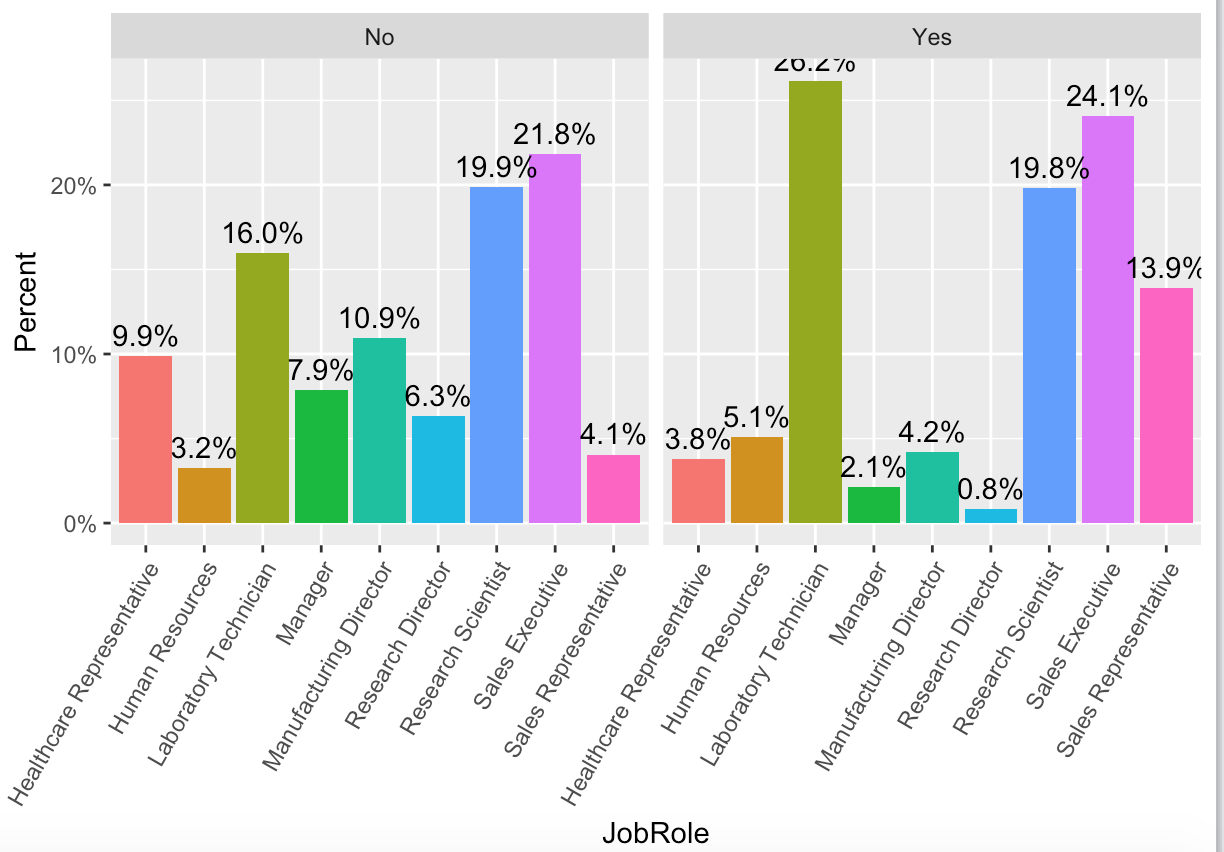 No
Yes
26.2%
24.1%
21.8%
19.9%
19.8%
20%
16.0%
13.9%
10.9%
9.9%
10%
7.9%
6.3%
5.1%
4.1%
3.8%
4.2%
3.2%
2.1%
0.8%
0%
Percent
Healthcare Representative
Human Resources
Laboratory Technician
Manager
Manufacturing Director
Research Director
Research Scientist
Sales Executive
Sales Representative
Healthcare Representative
Human Resources
Laboratory Technician
Manager
Manufacturing Director
Research Director
Research Scientist
Sales Executive
Sales Representative
JobRole